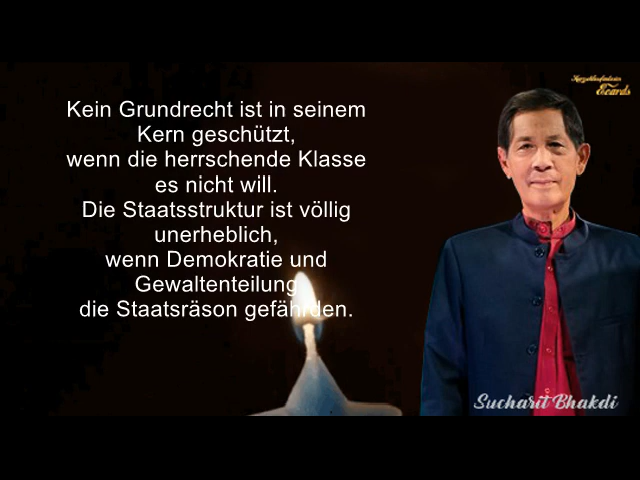 Ecards
Kein Grundrecht ist in seinem
Kern geschützt,
wenn die herrschende Klasse
es nicht will.
Die Staatsstruktur ist völlig
unerheblich,
wenn Demokratie und
Gewaltenteilung
die Staatsräson gefährden.
Sucharit Bhakdi